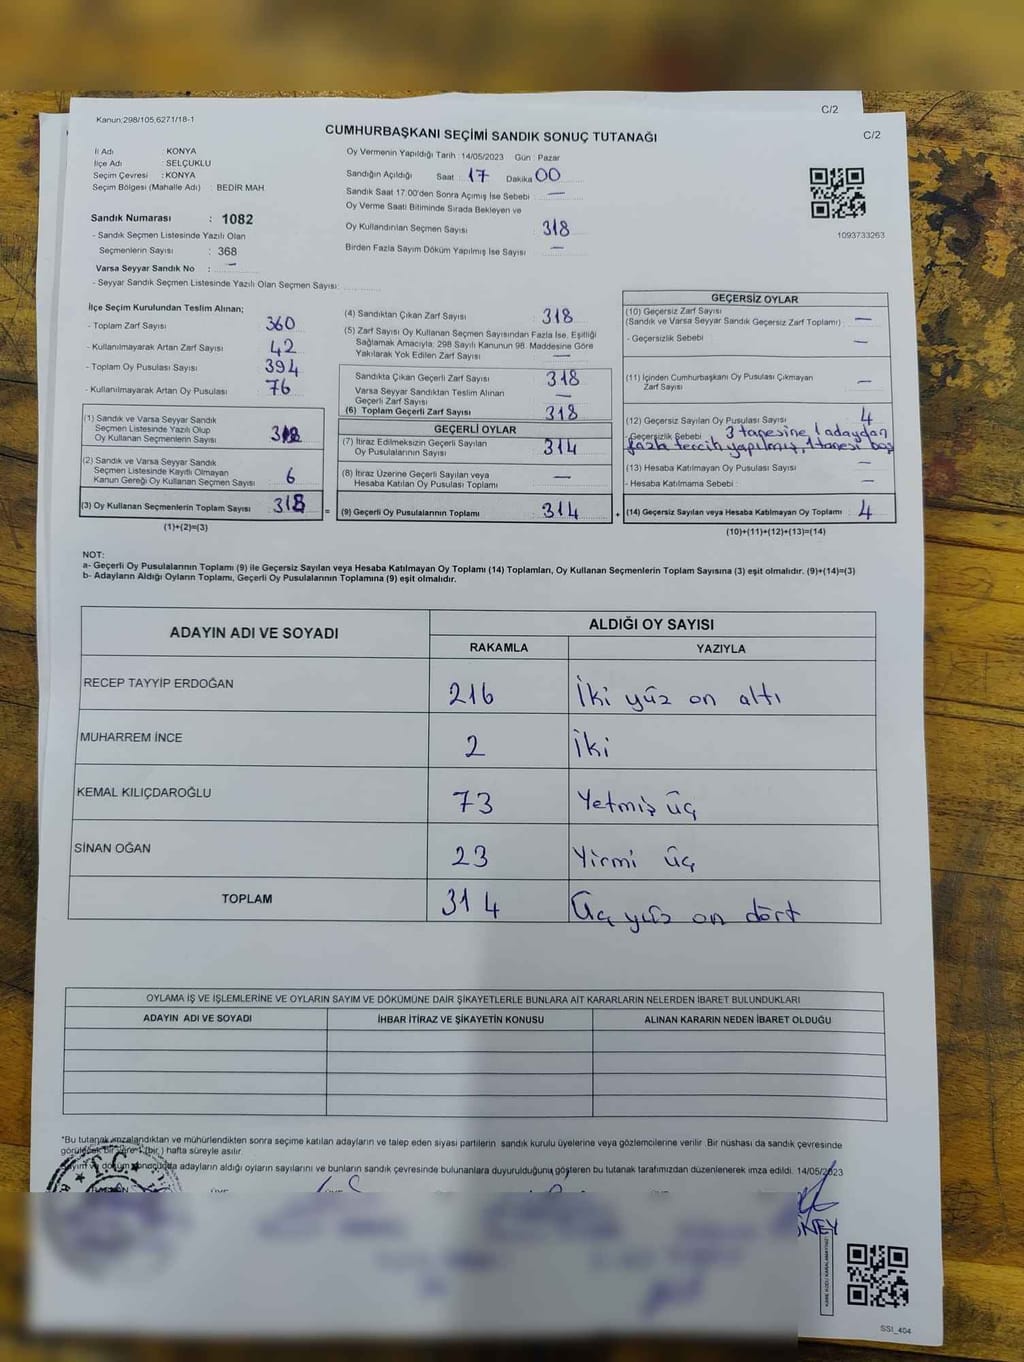 C/2
Kanun:298/105,6271/18-1
CUMHURBAŞKANI SEÇİMİ SANDIK SONUÇ TUTANAĞI
C/2
İl Adı : KONYA
İlçe Adı : SELÇUKLU
Seçim Çevresi : KONYA
Seçim Bölgesi (Mahalle Adı) : BEDİR MAH
Sandık Numarası : 1082
- Sandık Seçmen Listesinde Yazılı Olan
Seçmenlerin Sayısı : 368
Varsa Seyyar Sandık No : —
- Seyyar Sandık Seçmen Listesinde Yazılı Olan Seçmen Sayısı:
Oy Vermenin Yapıldığı Tarih : 14/05/2023 Gün : Pazar
Sandığın Açıldığı Saat : 17 Dakika 00
Sandık Saat 17:00'den Sonra Açımış İse Sebebi : —
Oy Verme Saati Bitiminde Sırada Bekleyen ve
Oy Kullandırılan Seçmen Sayısı 318
Birden Fazla Sayım Döküm Yapılmış İse Sayısı —
1093733263
İlçe Seçim Kurulundan Teslim Alınan;
- Toplam Zarf Sayısı 360
- Kullanılmayarak Artan Zarf Sayısı 42
- Toplam Oy Pusulası Sayısı 394
- Kullanılmayarak Artan Oy Pusulası 76
(1) Sandık ve Varsa Seyyar Sandık
Seçmen Listesinde Yazılı Olup
Oy Kullanan Seçmenlerin Sayısı
(2) Sandık ve Varsa Seyyar Sandık
Seçmen Listesinde Kayıtlı Olmayan
Kanun Gereği Oy Kullanan Seçmen Sayısı 6
(3) Oy Kullanan Seçmenlerin Toplam Sayısı 318 =
(1)+(2)=(3)
(4) Sandıktan Çıkan Zarf Sayısı 318
(5) Zarf Sayısı Oy Kullanan Seçmen Sayısından Fazla İse, Eşitliği
Sağlamak Amacıyla, 298 Sayılı Kanunun 98. Maddesine Göre
Yakılarak Yok Edilen Zarf Sayısı —
Sandıkta Çıkan Geçerli Zarf Sayısı 318
Varsa Seyyar Sandıktan Teslim Alınan
Geçerli Zarf Sayısı —
(6) Toplam Geçerli Zarf Sayısı 318
GEÇERLİ OYLAR
(7) İtiraz Edilmeksizin Geçerli Sayılan
Oy Pusulalarının Sayısı 314
(8) İtiraz Üzerine Geçerli Sayılan veya
Hesaba Katılan Oy Pusulası Toplamı —
(9) Geçerli Oy Pusulalarının Toplamı 314 +
GEÇERSİZ OYLAR
(10) Geçersiz Zarf Sayısı
(Sandık ve Varsa Seyyar Sandık Geçersiz Zarf Toplamı) : —
- Geçersizlik Sebebi : —
(11) İçinden Cumhurbaşkanı Oy Pusulası Çıkmayan
Zarf Sayısı —
(12) Geçersiz Sayılan Oy Pusulası Sayısı 4
- Geçersizlik Sebebi : 3 tanesine 1 adaydan
fazla tercih yapılmış, 1 tanesi boş
(13) Hesaba Katılmayan Oy Pusulası Sayısı —
- Hesaba Katılmama Sebebi : —
(14) Geçersiz Sayılan veya Hesaba Katılmayan Oy Toplamı 4
(10)+(11)+(12)+(13)=(14)
NOT:
a- Geçerli Oy Pusulaları Toplamı (9) ile Geçersiz Sayılan veya Hesaba Katılmayan Oy Toplamı (14) Toplamları, Oy Kullanan Seçmenlerin Toplam Sayısına (3) eşit olmalıdır. (9)+(14)=(3)
b- Adayların Aldığı Oyların Toplamı, Geçerli Oy Pusulalarının Toplamına (9) eşit olmalıdır.
ADAYIN ADI VE SOYADI ALDIĞI OY SAYISI
RAKAMLA YAZIYLA
RECEP TAYYİP ERDOĞAN 216 İki yüz on altı
MUHARREM İNCE 2 İki
KEMAL KILIÇDAROĞLU 73 Yetmiş üç
SİNAN OĞAN 23 Yirmi üç
TOPLAM 314 Üç yüz on dört
OYLAMA İŞ VE İŞLEMLERİNE VE OYLARIN SAYIM VE DÖKÜMÜNE DAİR ŞİKAYETLERLE BUNLARA AİT KARARLARIN NELERDEN İBARET BULUNDUKLARI
ADAYIN ADI VE SOYADI İHBAR İTİRAZ VE ŞİKAYETİN KONUSU ALINAN KARARIN NEDEN İBARET OLDUĞU
*Bu tutanak imzalandıktan ve mühürlendikten sonra seçime katılan adayların ve talep eden siyasi partilerin sandık kurulu üyelerine veya gözlemcilerine verilir. Bir nüshası da sandık çevresinde
görülecek bir yere 1 (bir) hafta süreyle asılır.
Sayım ve döküm sonucunda adayların aldığı oyların sayılarını ve bunların sandık çevresinde bulunanlara duyurulduğunu gösteren bu tutanak tarafımızdan düzenlenerek imza edildi. 14/05/2023
T.C.
SSI_404